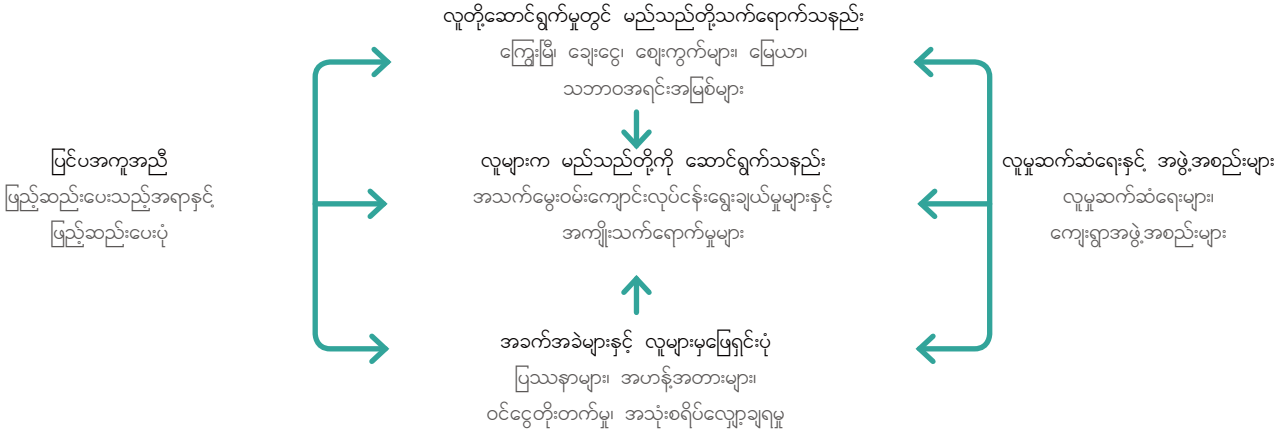 လူတို့ဆောင်ရွက်မှုတွင် မည်သည်တို့သက်ရောက်သနည်း
ကြွေးမြီ၊ ချေးငွေ၊ ဈေးကွက်များ၊ မြေယာ၊
သဘာဝအရင်းအမြစ်များ
ပြင်ပအကူအညီ
ဖြည့်ဆည်းပေးသည့်အရာနှင့်
ဖြည့်ဆည်းပေးပုံ
လူများက မည်သည်တို့ကို ဆောင်ရွက်သနည်း
အသက်မွေးဝမ်းကျောင်းလုပ်ငန်းရွေးချယ်မှုများနှင့်
အကျိုးသက်ရောက်မှုများ
လူမှုဆက်ဆံရေးနှင့် အဖွဲ့အစည်းများ
လူမှုဆက်ဆံရေးများ၊
ကျေးရွာအဖွဲ့အစည်းများ
အခက်အခဲများနှင့် လူများမှဖြေရှင်းပုံ
ပြဿနာများ၊ အဟန့်အတားများ၊
ဝင်ငွေတိုးတက်မှု၊ အသုံးစရိပ်လျှော့ချရမှု